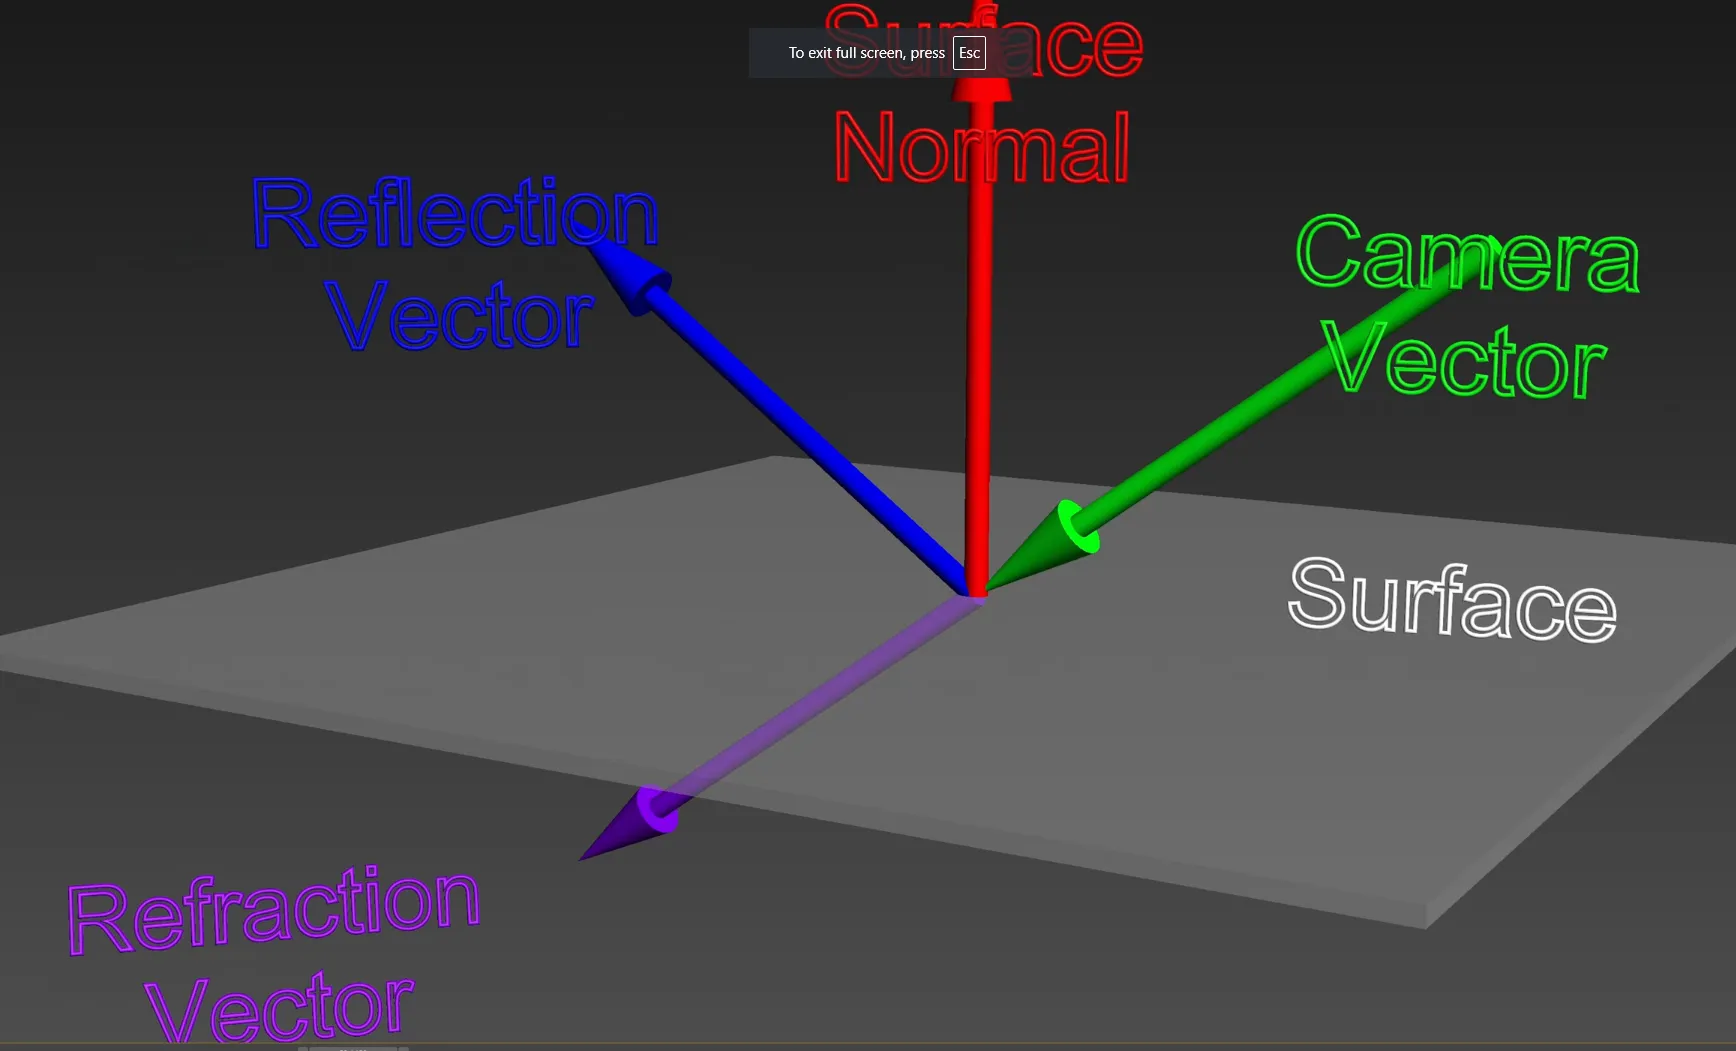 Surface
Normal
To exit full screen, press Esc
Reflection
Vector
Camera
Vector
Surface
Refraction
Vector